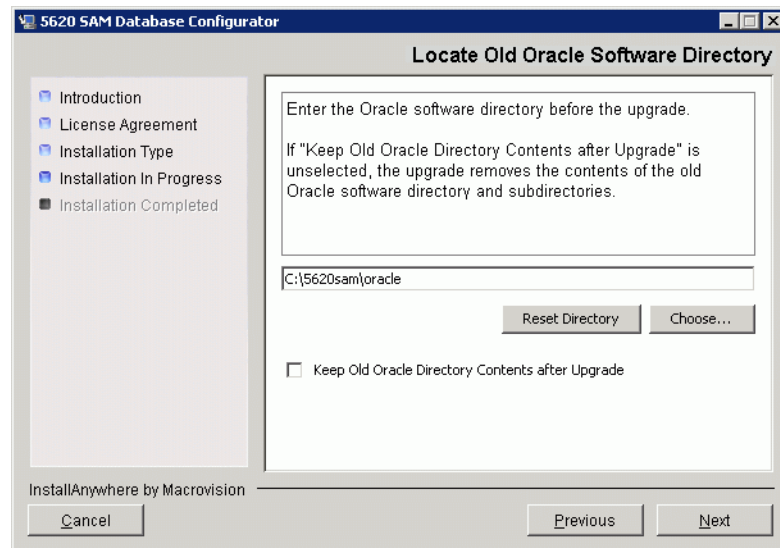 5620 SAM Database Configurator
Locate Old Oracle Software Directory
Introduction
License Agreement
Installation Type
Installation In Progress
Installation Completed
Enter the Oracle software directory before the upgrade.
If "Keep Old Oracle Directory Contents after Upgrade" is
unselected, the upgrade removes the contents of the old
Oracle software directory and subdirectories.
C:\5620sam\oracle
Reset Directory
Choose...
Keep Old Oracle Directory Contents after Upgrade
InstallAnywhere by Macrovision
Cancel
Previous
Next